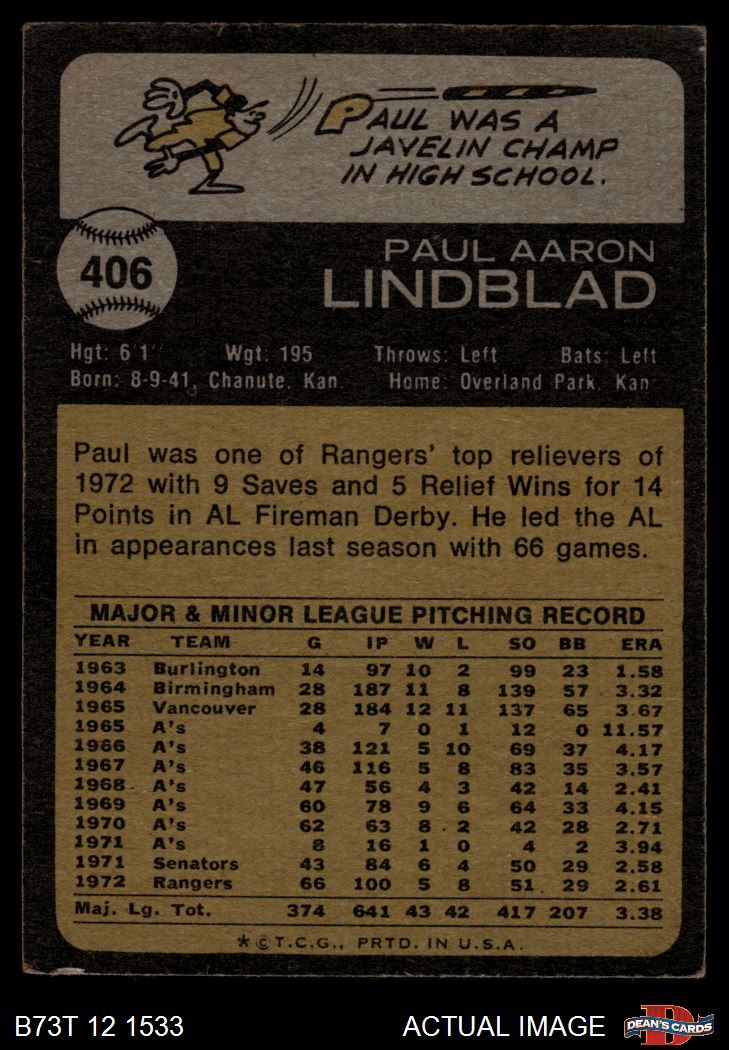 PAUL WAS A
JAVELIN CHAMP
IN HIGH SCHOOL.
406
PAUL AARON
LINDBLAD
Hgt: 6'1" Wgt: 195 Throws: Left Bats: Left
Born: 8-9-41, Chanute, Kan. Home: Overland Park, Kan.
Paul was one of Rangers' top relievers of
1972 with 9 Saves and 5 Relief Wins for 14
Points in AL Fireman Derby. He led the AL
in appearances last season with 66 games.
MAJOR & MINOR LEAGUE PITCHING RECORD
YEAR TEAM G IP W L SO BB ERA
1963 Burlington 14 97 10 2 99 23 1.58
1964 Birmingham 28 187 11 8 139 57 3.32
1965 Vancouver 28 184 12 11 137 65 3.67
1965 A's 4 7 0 1 12 0 11.57
1966 A's 38 121 5 10 69 37 4.17
1967 A's 46 116 5 8 83 35 3.57
1968 A's 47 56 4 3 42 14 2.41
1969 A's 60 78 9 6 64 33 4.15
1970 A's 62 63 8 2 42 28 2.71
1971 A's 8 16 1 0 4 2 3.94
1971 Senators 43 84 6 4 50 29 2.58
1972 Rangers 66 100 5 8 51 29 2.61
Maj. Lg. Tot. 374 641 43 42 417 207 3.38
*©T.C.G., PRTD. IN U.S.A.
B73T 12 1533 ACTUAL IMAGE DEAN'S CARDS